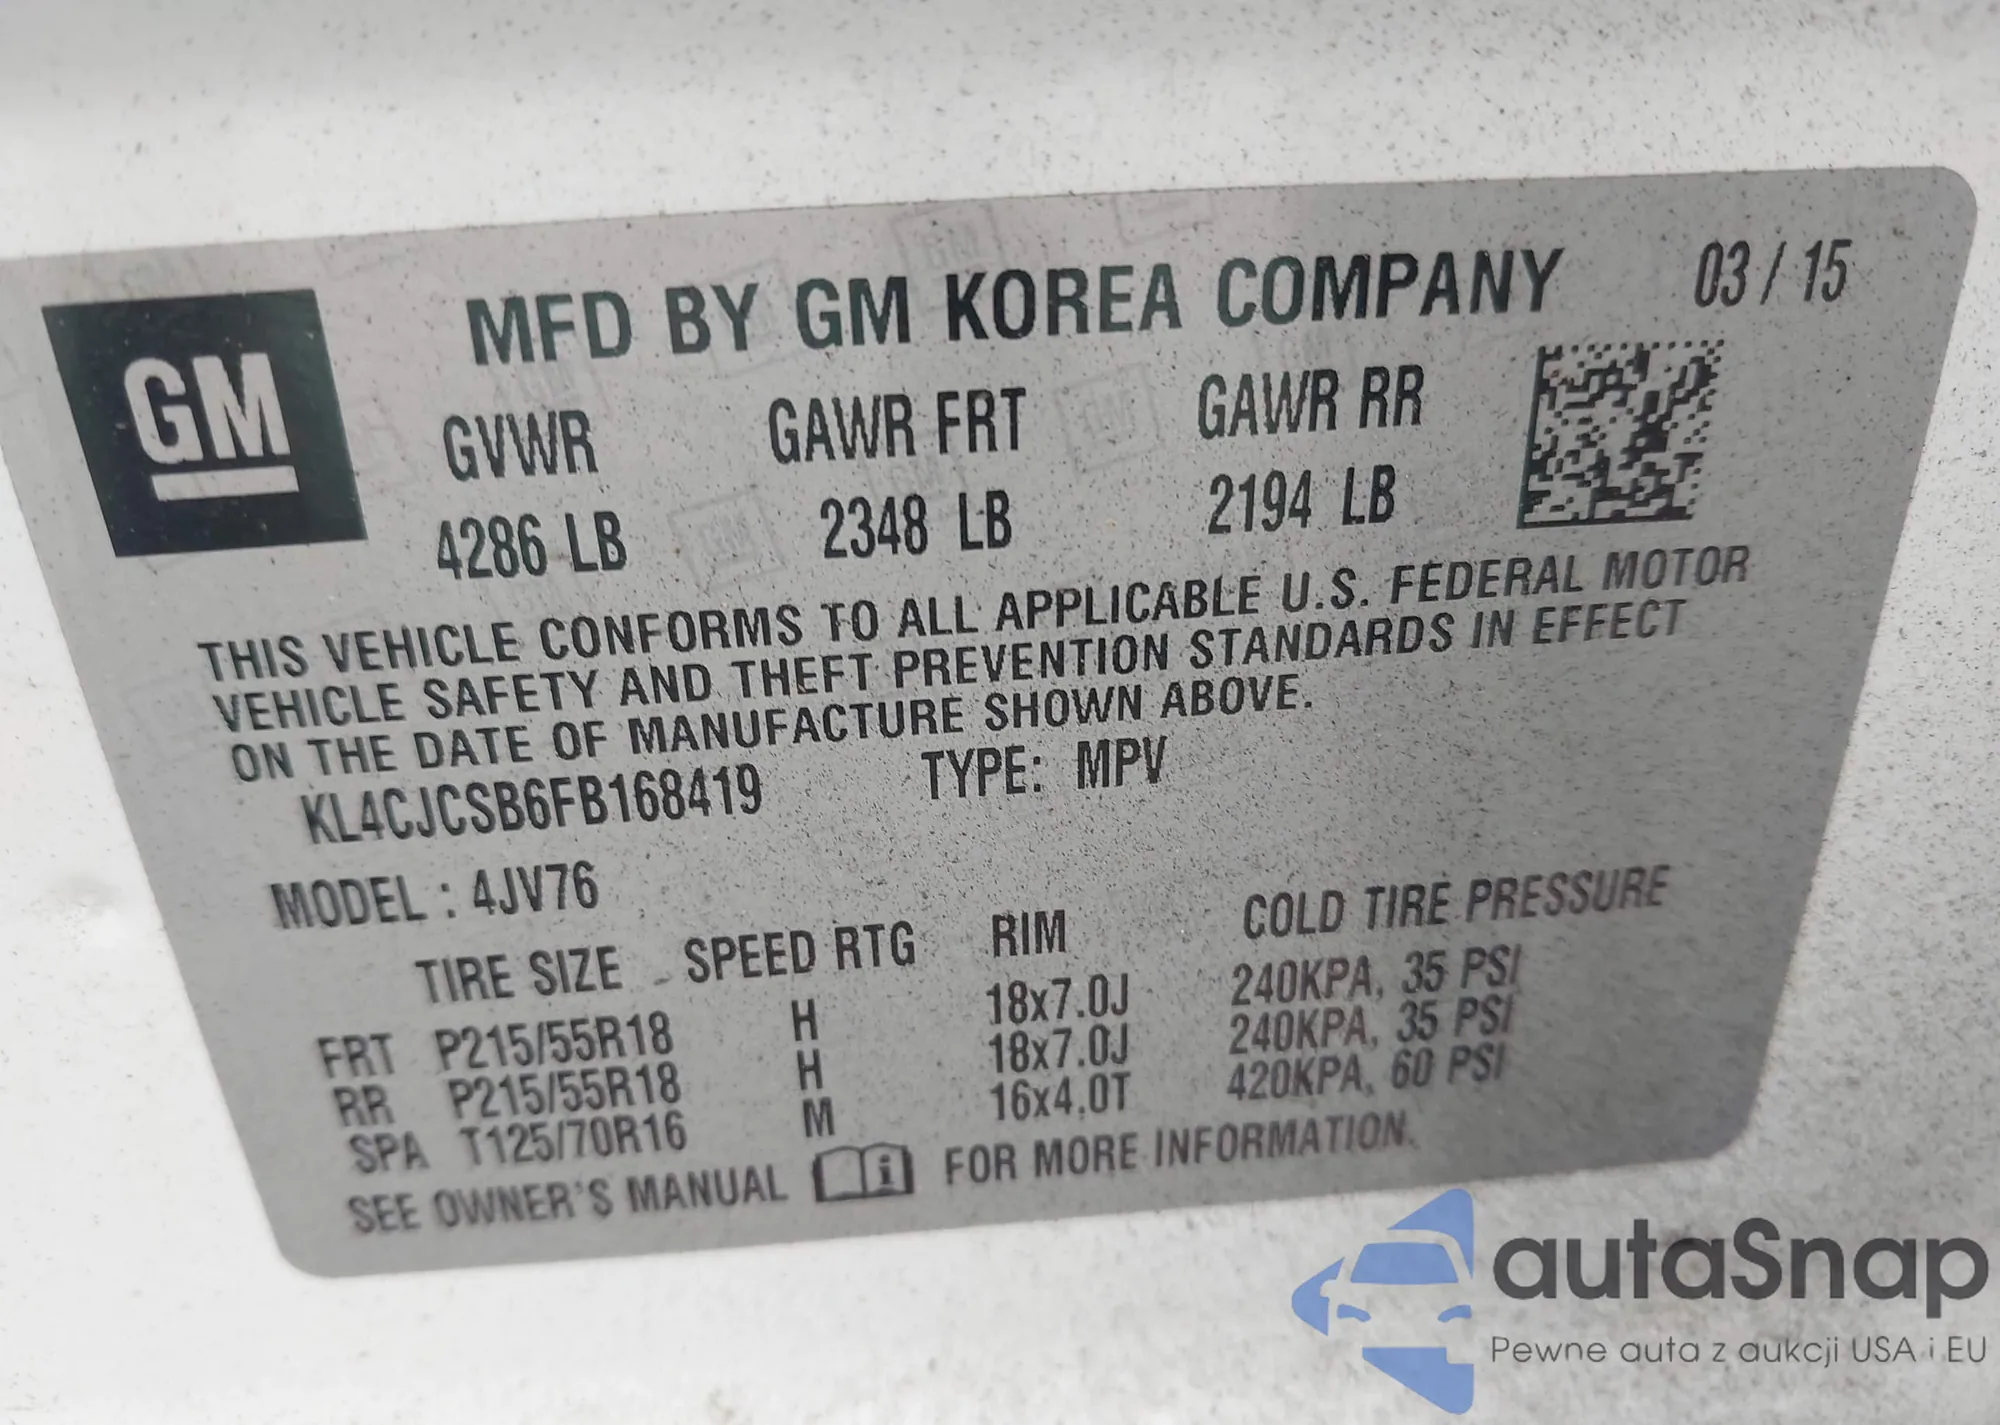 GM
MFD BY GM KOREA COMPANY 03 / 15
GVWR GAWR FRT GAWR RR
4286 LB 2348 LB 2194 LB
THIS VEHICLE CONFORMS TO ALL APPLICABLE U.S. FEDERAL MOTOR
VEHICLE SAFETY AND THEFT PREVENTION STANDARDS IN EFFECT
ON THE DATE OF MANUFACTURE SHOWN ABOVE.
KL4CJCSB6FB168419 TYPE: MPV
MODEL : 4JV76
TIRE SIZE SPEED RTG RIM COLD TIRE PRESSURE
FRT P215/55R18 H 18x7.0J 240KPA, 35 PSI
RR P215/55R18 H 18x7.0J 240KPA, 35 PSI
SPA T125/70R16 M 16x4.0T 420KPA, 60 PSI
SEE OWNER'S MANUAL i FOR MORE INFORMATION.
autaSnap
Pewne auta z aukcji USA i EU